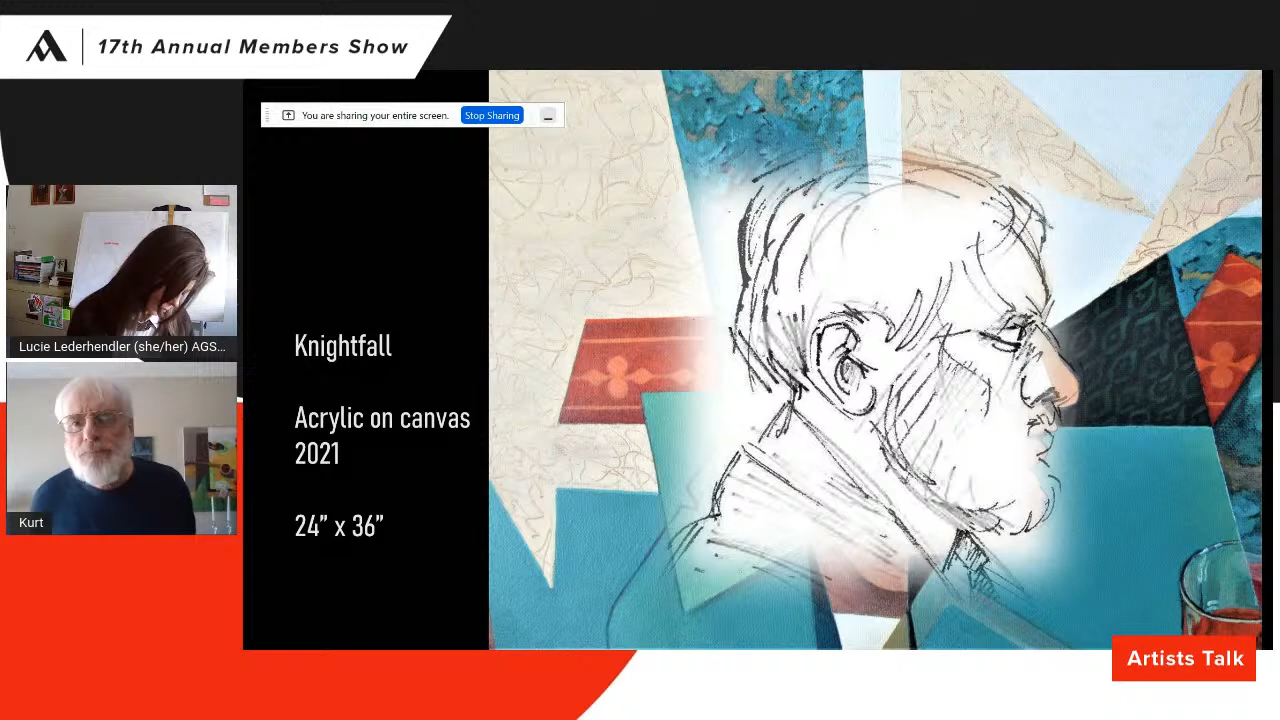 17th Annual Members Show
You are sharing your entire screen.
Stop Sharing
Lucie Lederhendler (she/her) AGS...
Kurt
Knightfall
Acrylic on canvas
2021
24” x 36”
Artists Talk